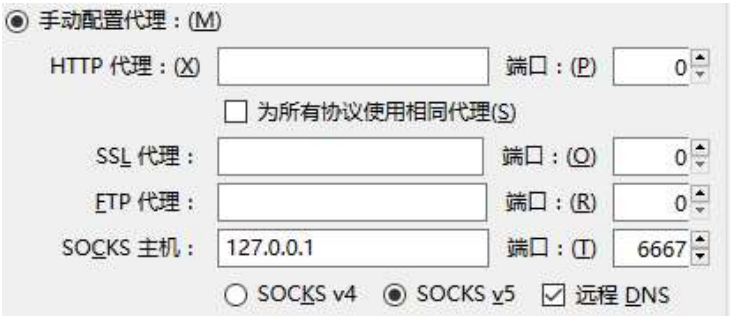 手动配置代理：(M)
HTTP 代理：(X) 端口：(P) 0
为所有协议使用相同代理(S)
SSL 代理： 端口：(O) 0
FTP 代理： 端口：(R) 0
SOCKS 主机： 127.0.0.1 端口：(T) 6667
SOCKS v4 SOCKS v5 远程 DNS